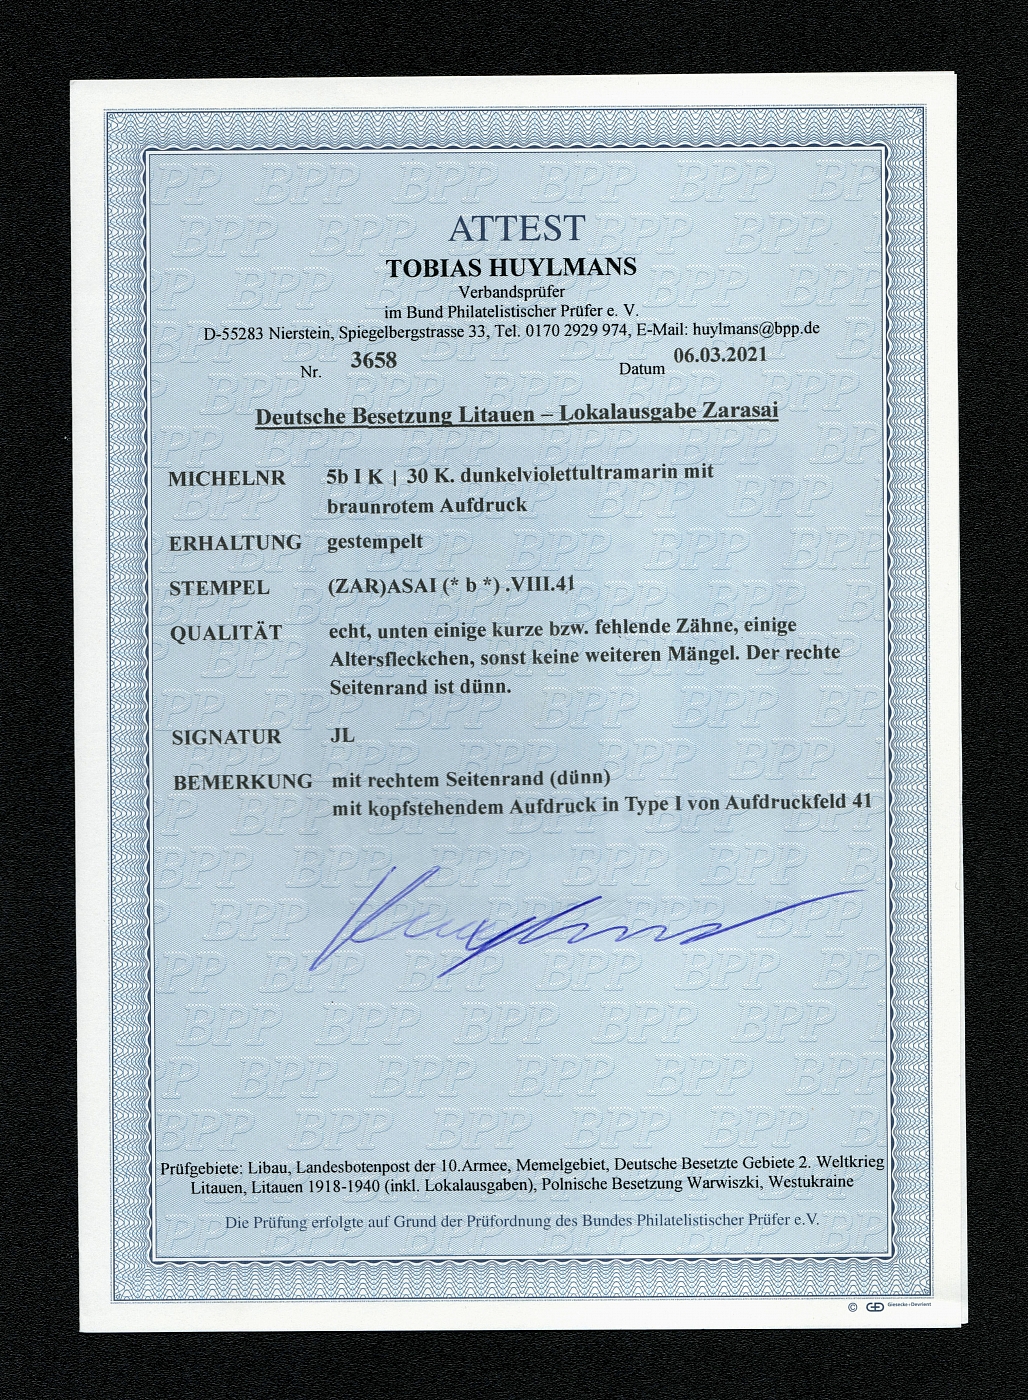 ATTEST
TOBIAS HUYLMANS
Verbandsprüfer
im Bund Philatelistischer Prüfer e. V.
D-55283 Nierstein, Spiegelbergstrasse 33, Tel. 0170 2929 974, E-Mail: huylmans@bpp.de
Nr. 3658 Datum 06.03.2021
Deutsche Besetzung Litauen – Lokalausgabe Zarasai
MICHELNR 5b I K | 30 K. dunkelviolettultramarin mit
braunrotem Aufdruck
ERHALTUNG gestempelt
STEMPEL (ZAR)ASAI (* b *) .VIII.41
QUALITÄT echt, unten einige kurze bzw. fehlende Zähne, einige
Altersfleckchen, sonst keine weiteren Mängel. Der rechte
Seitenrand ist dünn.
SIGNATUR JL
BEMERKUNG mit rechtem Seitenrand (dünn)
mit kopfstehendem Aufdruck in Type I von Aufdruckfeld 41
Huylmans
Prüfgebiete: Libau, Landesbotenpost der 10.Armee, Memelgebiet, Deutsche Besetzte Gebiete 2. Weltkrieg
Litauen, Litauen 1918-1940 (inkl. Lokalausgaben), Polnische Besetzung Warwiszki, Westukraine
Die Prüfung erfolgte auf Grund der Prüfordnung des Bundes Philatelistischer Prüfer e.V.
© GD Giesecke+Devrient